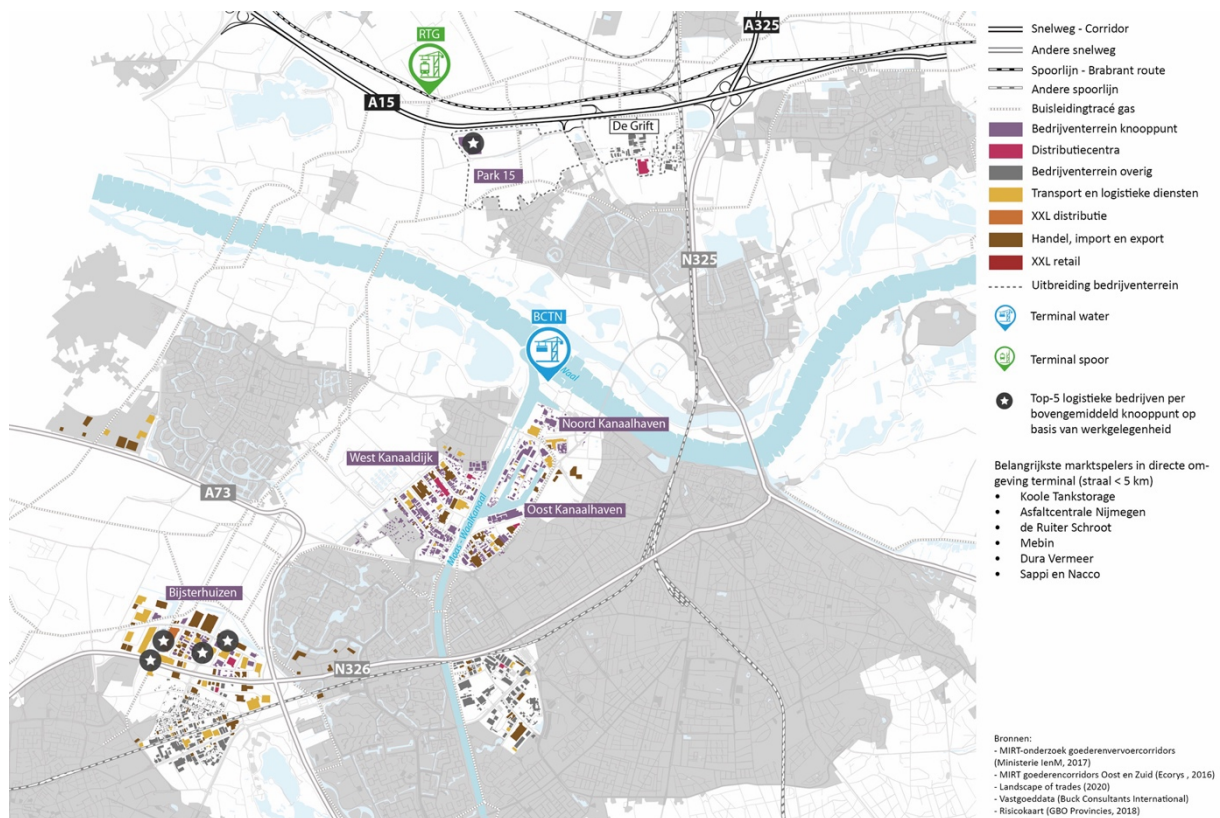 RTG
A325
A15
De Grift
Park 15
N325
BCTN
Waal
Noord Kanaalhaven
West Kanaaldijk
A73
Oost Kanaalhaven
Maas-Waalkanaal
Bijsterhuizen
N326
Snelweg - Corridor
Andere snelweg
Spoorlijn - Brabrant route
Andere spoorlijn
Buisleidingtracé gas
Bedrijventerrein knooppunt
Distributiecentra
Bedrijventerrein overig
Transport en logistieke diensten
XXL distributie
Handel, import en export
XXL retail
Uitbreiding bedrijventerrein
Terminal water
Terminal spoor
Top-5 logistieke bedrijven per
bovengemiddeld knooppunt op
basis van werkgelegenheid
Belangrijkste marktspelers in directe om-
geving terminal (straal < 5 km)
• Koole Tankstorage
• Asfaltcentrale Nijmegen
• de Ruiter Schroot
• Mebin
• Dura Vermeer
• Sappi en Nacco
Bronnen:
- MIRT-onderzoek goederenvervoercorridors
(Ministerie IenM, 2017)
- MIRT goederencorridors Oost en Zuid (Ecorys , 2016)
- Landscape of trades (2020)
- Vastgoeddata (Buck Consultants International)
- Risicokaart (GBO Provincies, 2018)